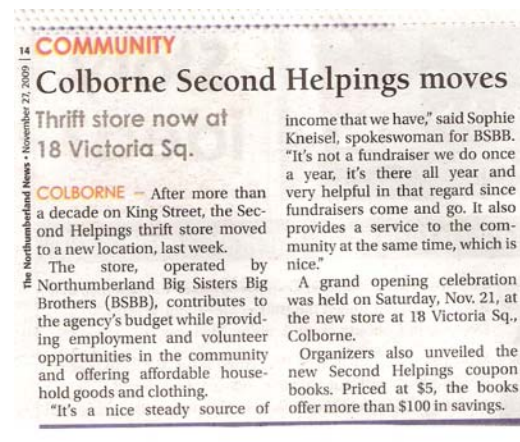 14
COMMUNITY
The Northumberland News • November 27, 2009 |
Colborne Second Helpings moves
Thrift store now at
18 Victoria Sq.
COLBORNE – After more than
a decade on King Street, the Sec-
ond Helpings thrift store moved
to a new location, last week.
The store, operated by
Northumberland Big Sisters Big
Brothers (BSBB), contributes to
the agency's budget while provid-
ing employment and volunteer
opportunities in the community
and offering affordable house-
hold goods and clothing.
"It's a nice steady source of
income that we have," said Sophie
Kneisel, spokeswoman for BSBB.
"It's not a fundraiser we do once
a year, it's there all year and
very helpful in that regard since
fundraisers come and go. It also
provides a service to the com-
munity at the same time, which is
nice."
A grand opening celebration
was held on Saturday, Nov. 21, at
the new store at 18 Victoria Sq.,
Colborne.
Organizers also unveiled the
new Second Helpings coupon
books. Priced at $5, the books
offer more than $100 in savings.